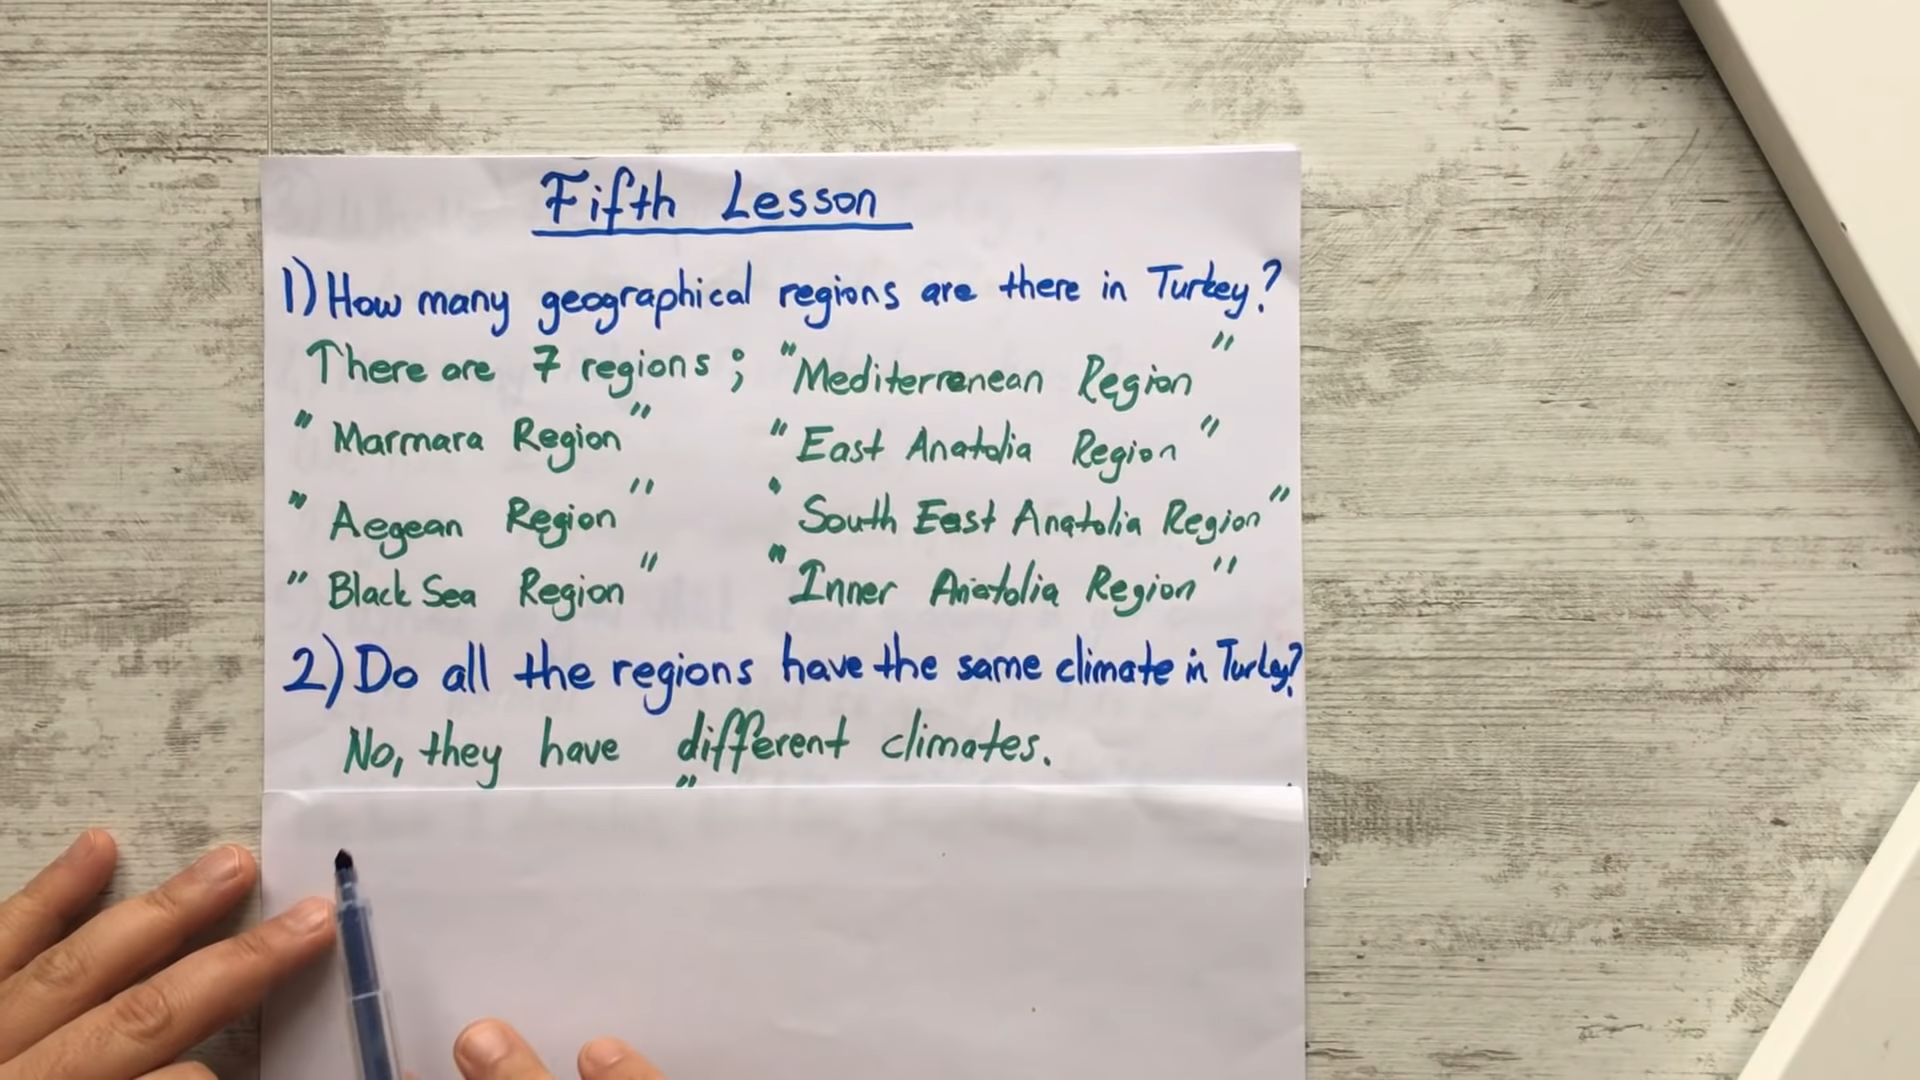 Fifth Lesson
1) How many geographical regions are there in Turkey?
There are 7 regions ; "Mediterranean Region"
"Marmara Region" "East Anatolia Region"
"Aegean Region" " South East Anatolia Region"
"Black Sea Region" "Inner Anatolia Region"
2) Do all the regions have the same climate in Turkey?
No, they have different climates.